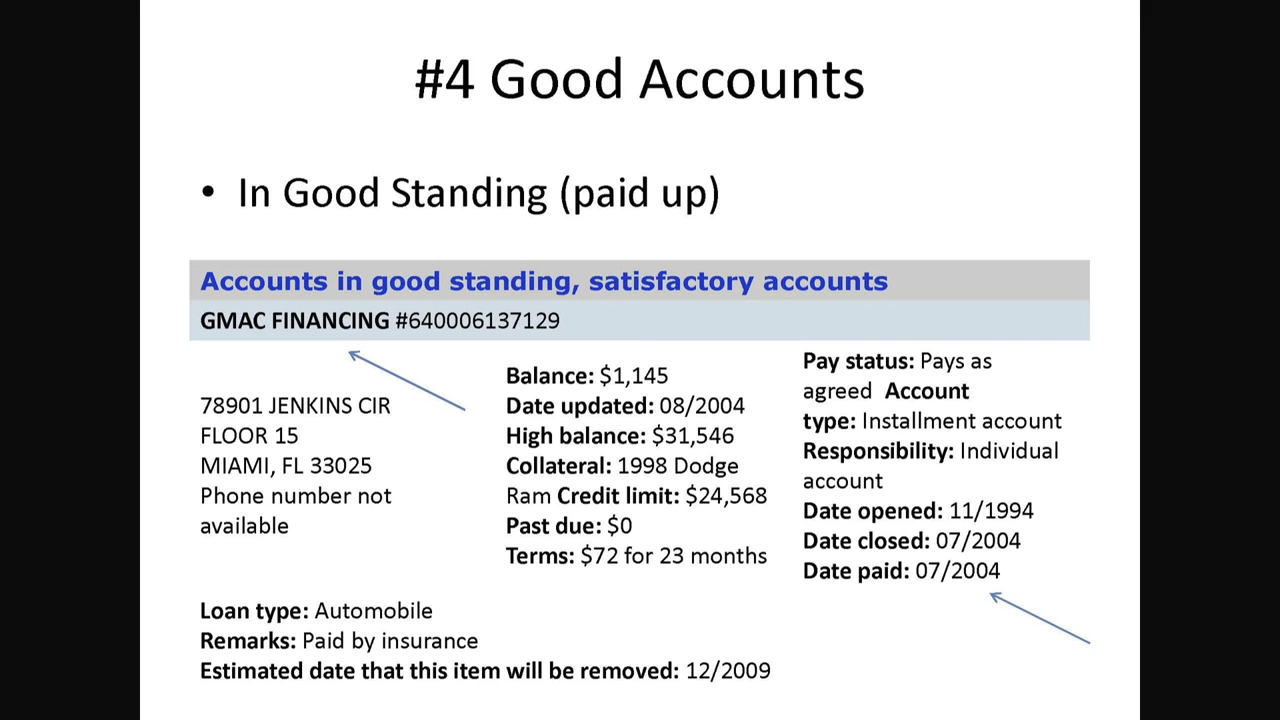 #4 Good Accounts
• In Good Standing (paid up)
Accounts in good standing, satisfactory accounts
GMAC FINANCING #640006137129
78901 JENKINS CIR
FLOOR 15
MIAMI, FL 33025
Phone number not
available
Balance: $1,145
Date updated: 08/2004
High balance: $31,546
Collateral: 1998 Dodge
Ram Credit limit: $24,568
Past due: $0
Terms: $72 for 23 months
Pay status: Pays as
agreed Account
type: Installment account
Responsibility: Individual
account
Date opened: 11/1994
Date closed: 07/2004
Date paid: 07/2004
Loan type: Automobile
Remarks: Paid by insurance
Estimated date that this item will be removed: 12/2009